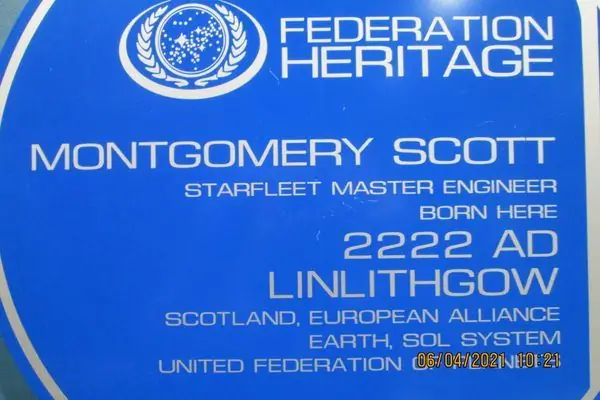 FEDERATION
HERITAGE
MONTGOMERY SCOTT
STARFLEET MASTER ENGINEER
BORN HERE
2222 AD
LINLITHGOW
SCOTLAND, EUROPEAN ALLIANCE
EARTH, SOL SYSTEM
UNITED FEDERATION
06/04/2021 10:21